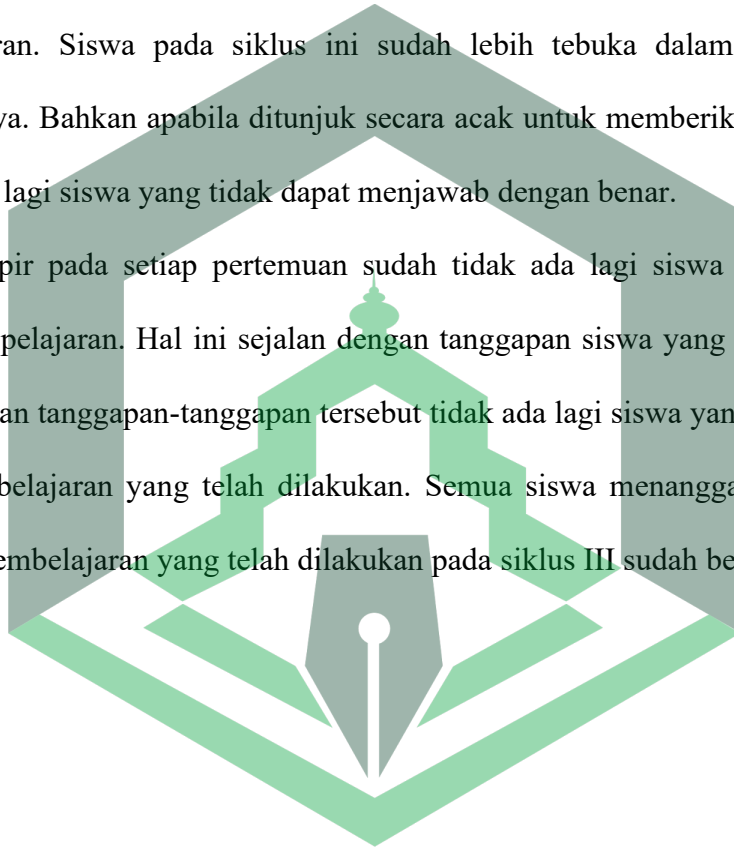 ran. Siswa pada siklus ini sudah lebih tebuka dalam
ya. Bahkan apabila ditunjuk secara acak untuk memberik
lagi siswa yang tidak dapat menjawab dengan benar.
pir pada setiap pertemuan sudah tidak ada lagi siswa
pelajaran. Hal ini sejalan dengan tanggapan siswa yang
an tanggapan-tanggapan tersebut tidak ada lagi siswa yan
belajaran yang telah dilakukan. Semua siswa menangga
embelajaran yang telah dilakukan pada siklus III sudah be